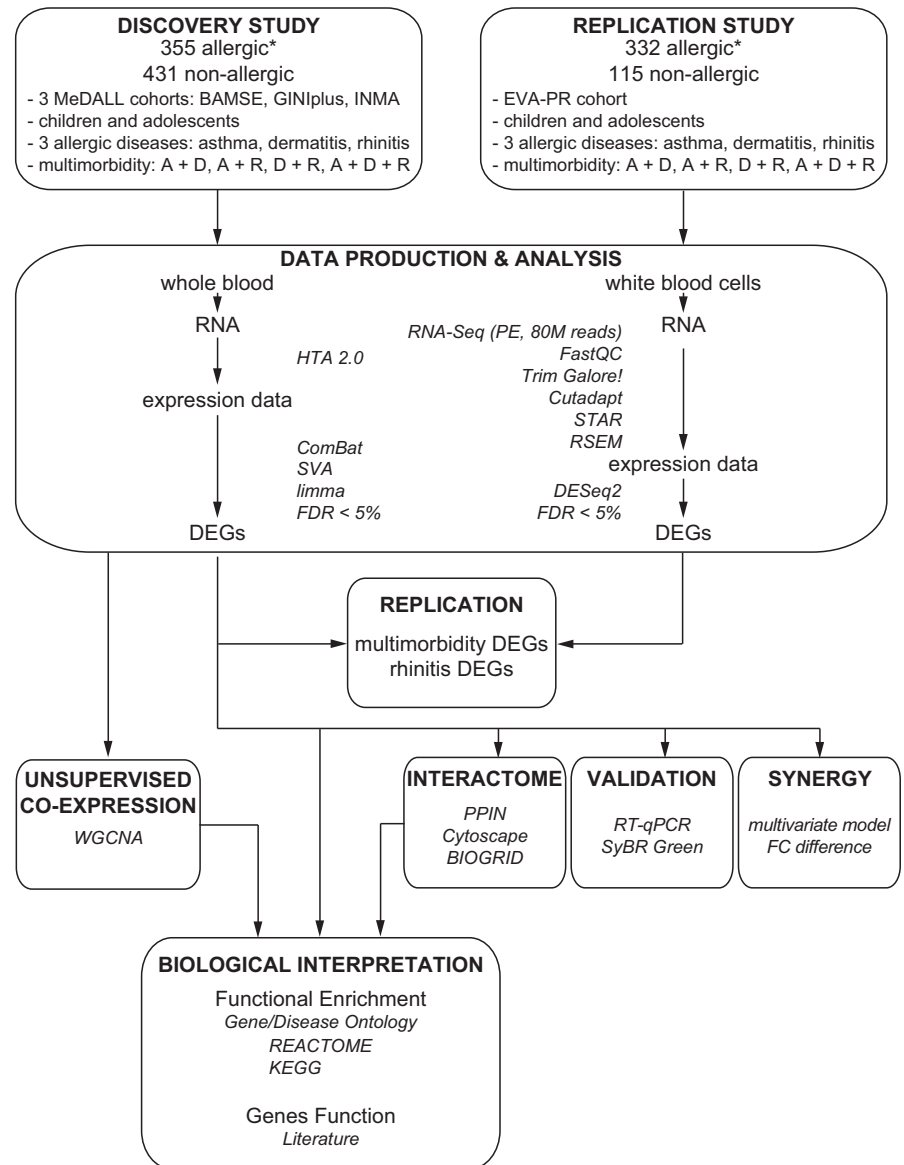 DISCOVERY STUDY
355 allergic*
431 non-allergic
- 3 MeDALL cohorts: BAMSE, GINIplus, INMA
- children and adolescents
- 3 allergic diseases: asthma, dermatitis, rhinitis
- multimorbidity: A + D, A + R, D + R, A + D + R
REPLICATION STUDY
332 allergic*
115 non-allergic
- EVA-PR cohort
- children and adolescents
- 3 allergic diseases: asthma, dermatitis, rhinitis
- multimorbidity: A + D, A + R, D + R, A + D + R
DATA PRODUCTION & ANALYSIS
whole blood
RNA
HTA 2.0
expression data
ComBat
SVA
limma
FDR < 5%
DEGs
white blood cells
RNA
RNA-Seq (PE, 80M reads)
FastQC
Trim Galore!
Cutadapt
STAR
RSEM
expression data
DESeq2
FDR < 5%
DEGs
REPLICATION
multimorbidity DEGs
rhinitis DEGs
UNSUPERVISED
CO-EXPRESSION
WGCNA
INTERACTOME
PPIN
Cytoscape
BIOGRID
VALIDATION
RT-qPCR
SyBR Green
SYNERGY
multivariate model
FC difference
BIOLOGICAL INTERPRETATION
Functional Enrichment
Gene/Disease Ontology
REACTOME
KEGG
Genes Function
Literature